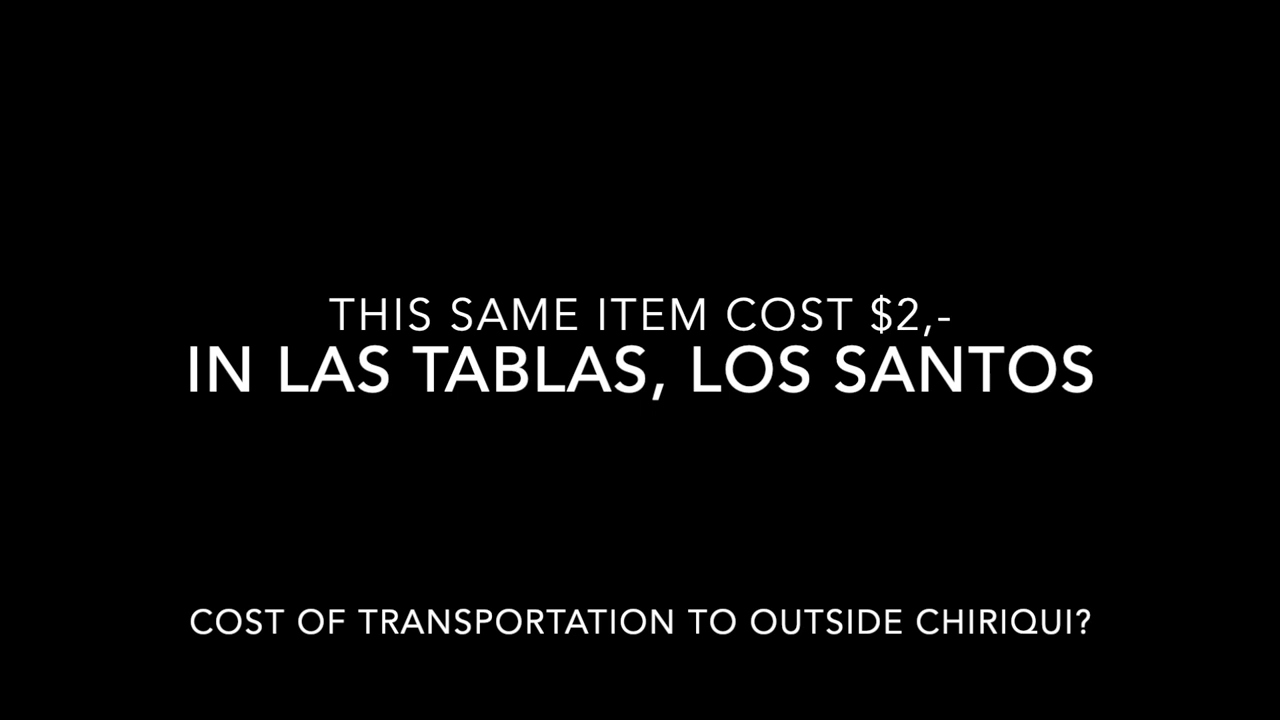 THIS SAME ITEM COST $2,-
IN LAS TABLAS, LOS SANTOS
COST OF TRANSPORTATION TO OUTSIDE CHIRIQUI?